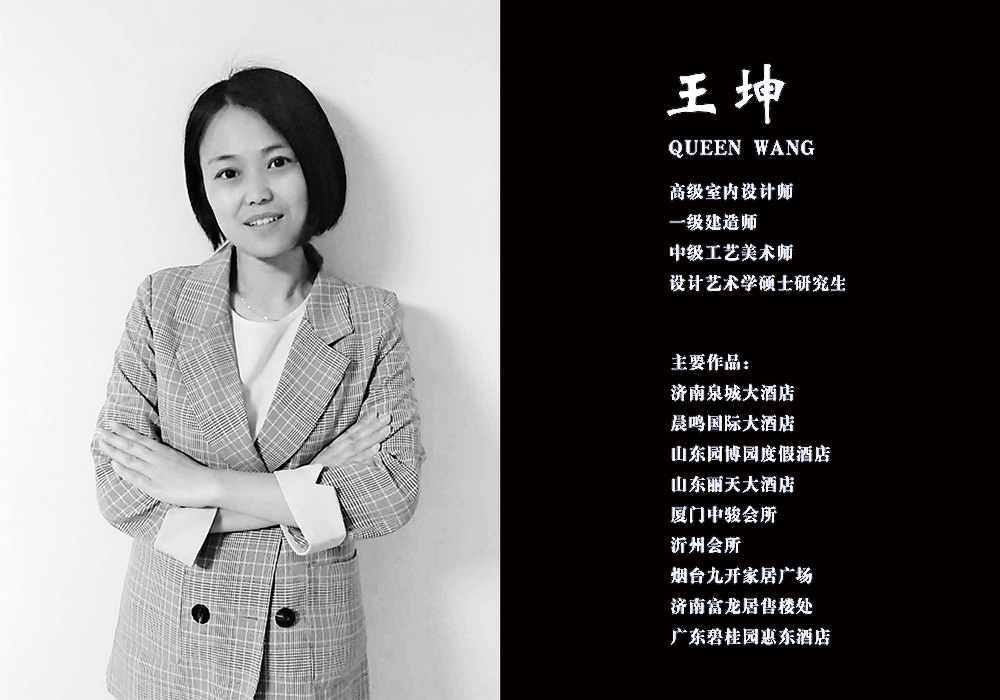 王坤
QUEEN WANG
高级室内设计师
一级建造师
中级工艺美术师
设计艺术学硕士研究生
主要作品：
济南泉城大酒店
晨鸣国际大酒店
山东园博园度假酒店
山东丽天大酒店
厦门中骏会所
沂州会所
烟台九开家居广场
济南富龙居售楼处
广东碧桂园惠东酒店